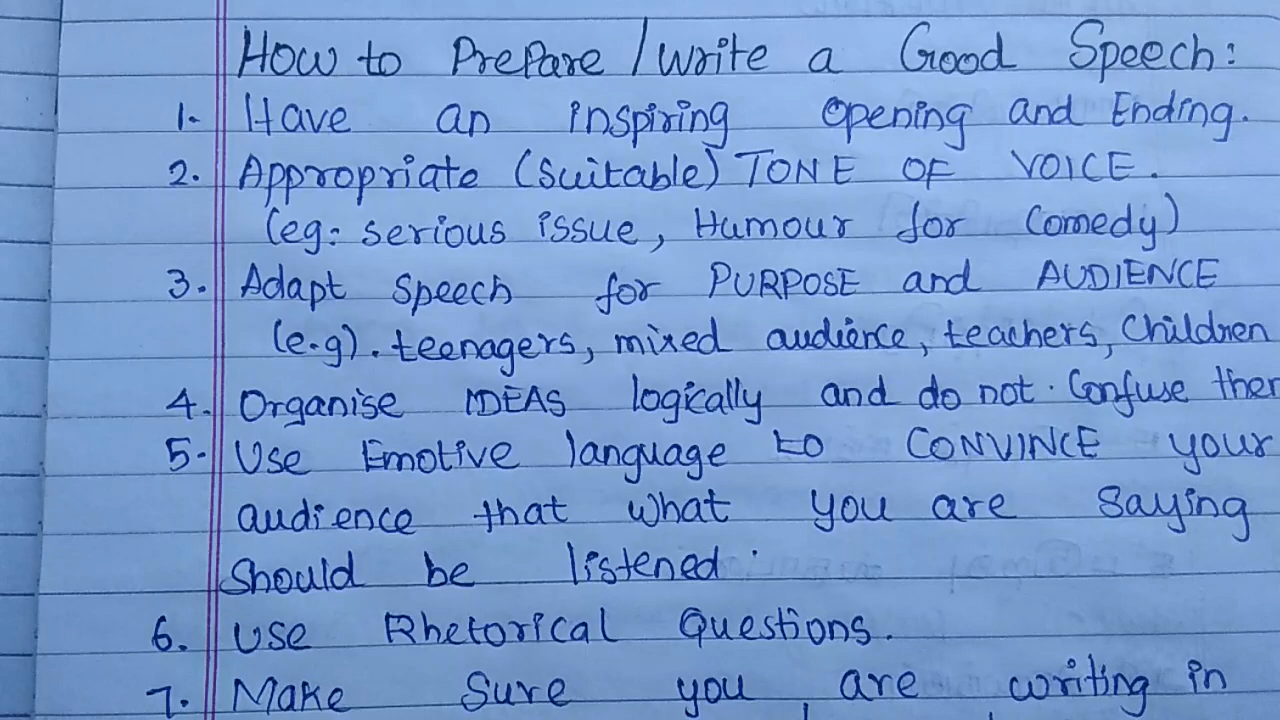 How to Prepare / write a Good Speech:
1. Have an inspiring opening and Ending.
2. Appropriate (Suitable) TONE OF VOICE.
(eg: serious issue, Humour for Comedy)
3. Adapt speech for PURPOSE and AUDIENCE
(e.g). teenagers, mixed audience, teachers, Children
4. Organise IDEAS logically and do not. Confuse them
5. Use Emotive language to CONVINCE your
audience that what you are saying
Should be listened.
6. Use Rhetorical Questions.
7. Make Sure you are writing in